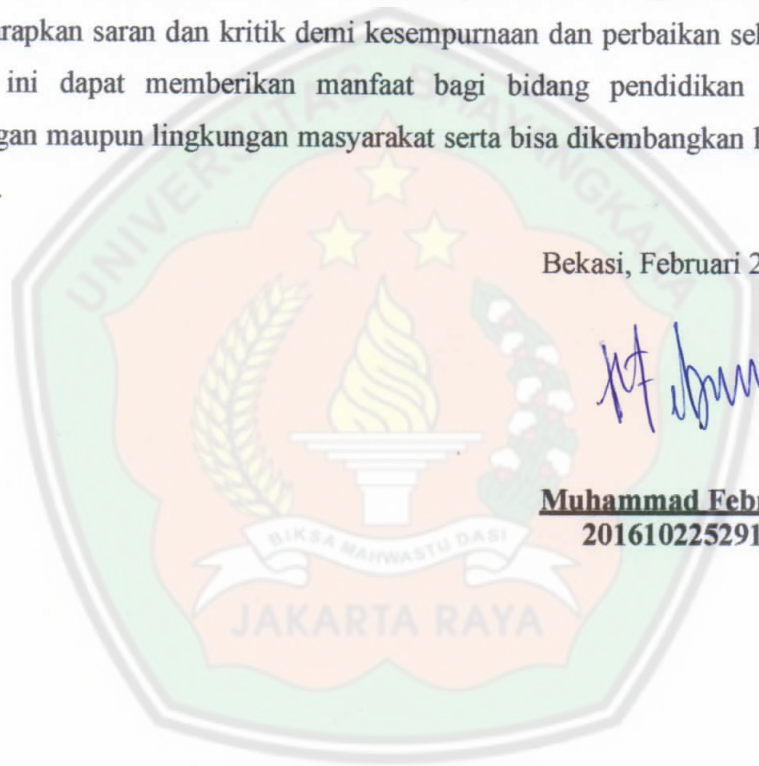 rapkan saran dan kritik demi kesempurnaan dan perbaikan sel
ini dapat memberikan manfaat bagi bidang pendidikan
gan maupun lingkungan masyarakat serta bisa dikembangkan l
Bekasi, Februari 2
Muhammad Febr
201610225291
UNIVERSITAS BHAYANGKARA
BIKSA MAHWASTU DASI
JAKARTA RAYA